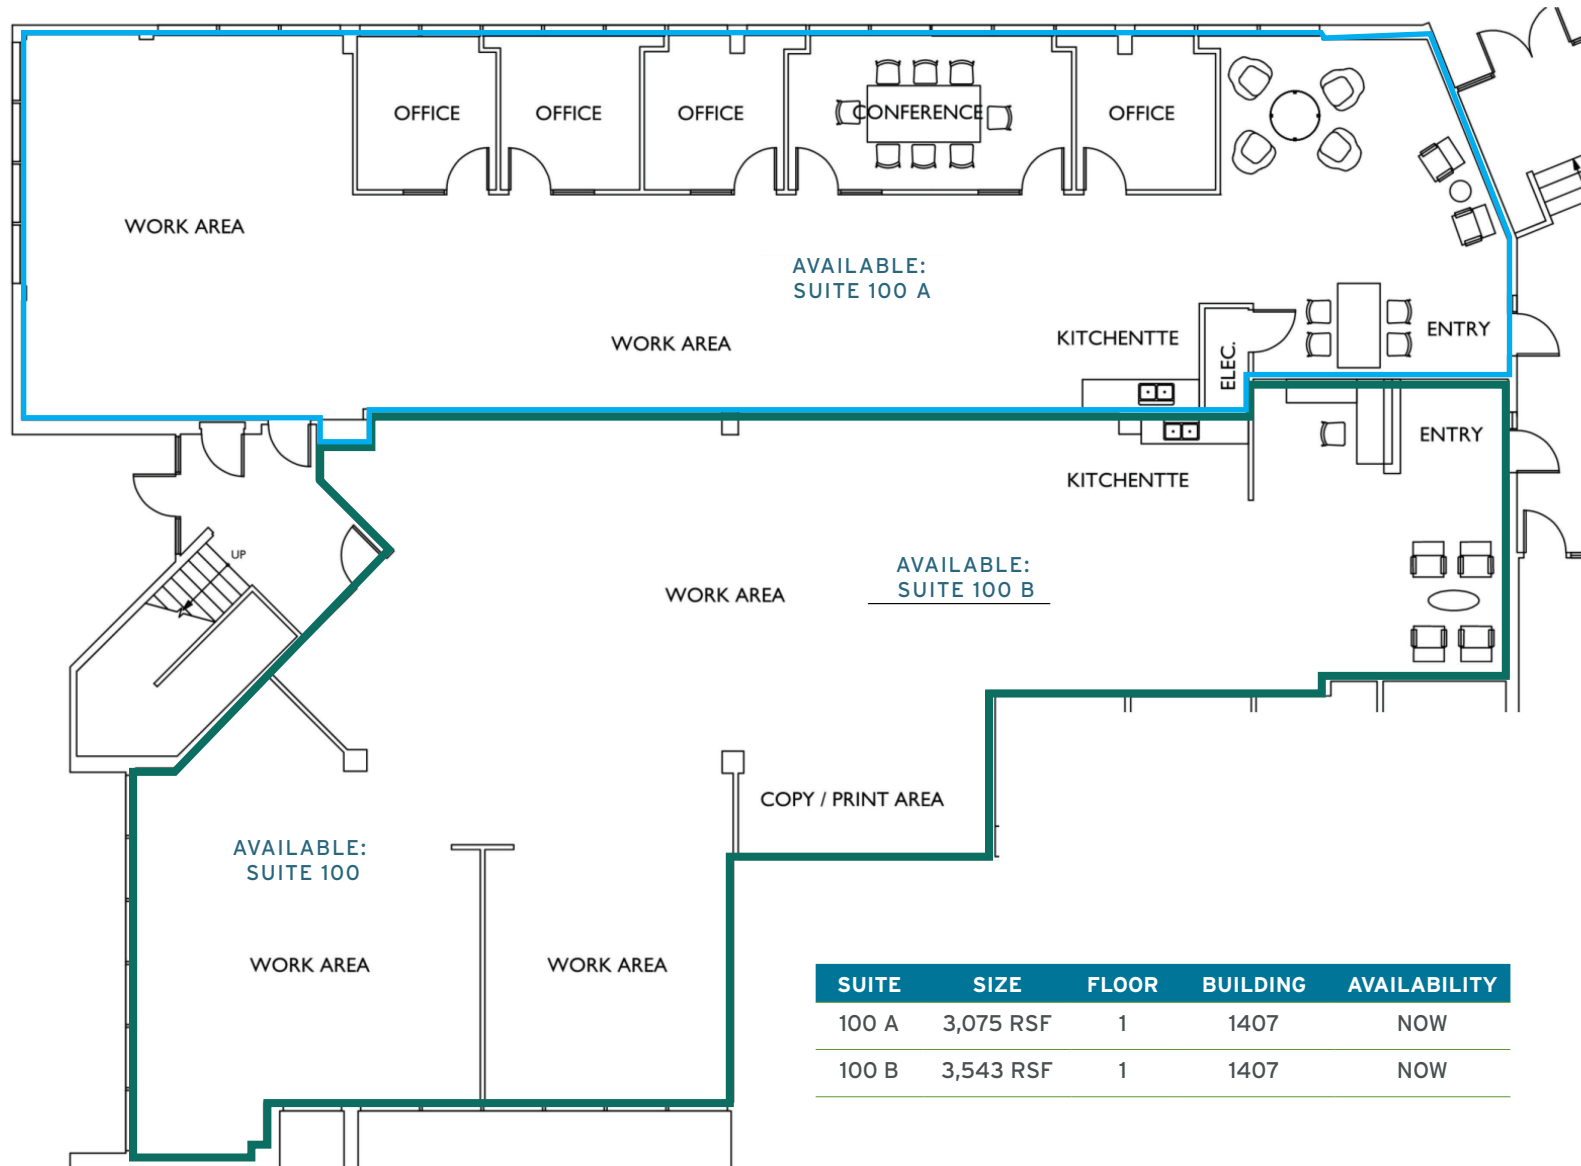 OFFICE
OFFICE
OFFICE
CONFERENCE
OFFICE
WORK AREA
AVAILABLE:
SUITE 100 A
WORK AREA
KITCHENTTE
ELEC.
ENTRY
ENTRY
KITCHENTTE
UP
AVAILABLE:
SUITE 100 B
WORK AREA
COPY / PRINT AREA
AVAILABLE:
SUITE 100
WORK AREA
WORK AREA
SUITE SIZE FLOOR BUILDING AVAILABILITY
100 A 3,075 RSF 1 1407 NOW
100 B 3,543 RSF 1 1407 NOW